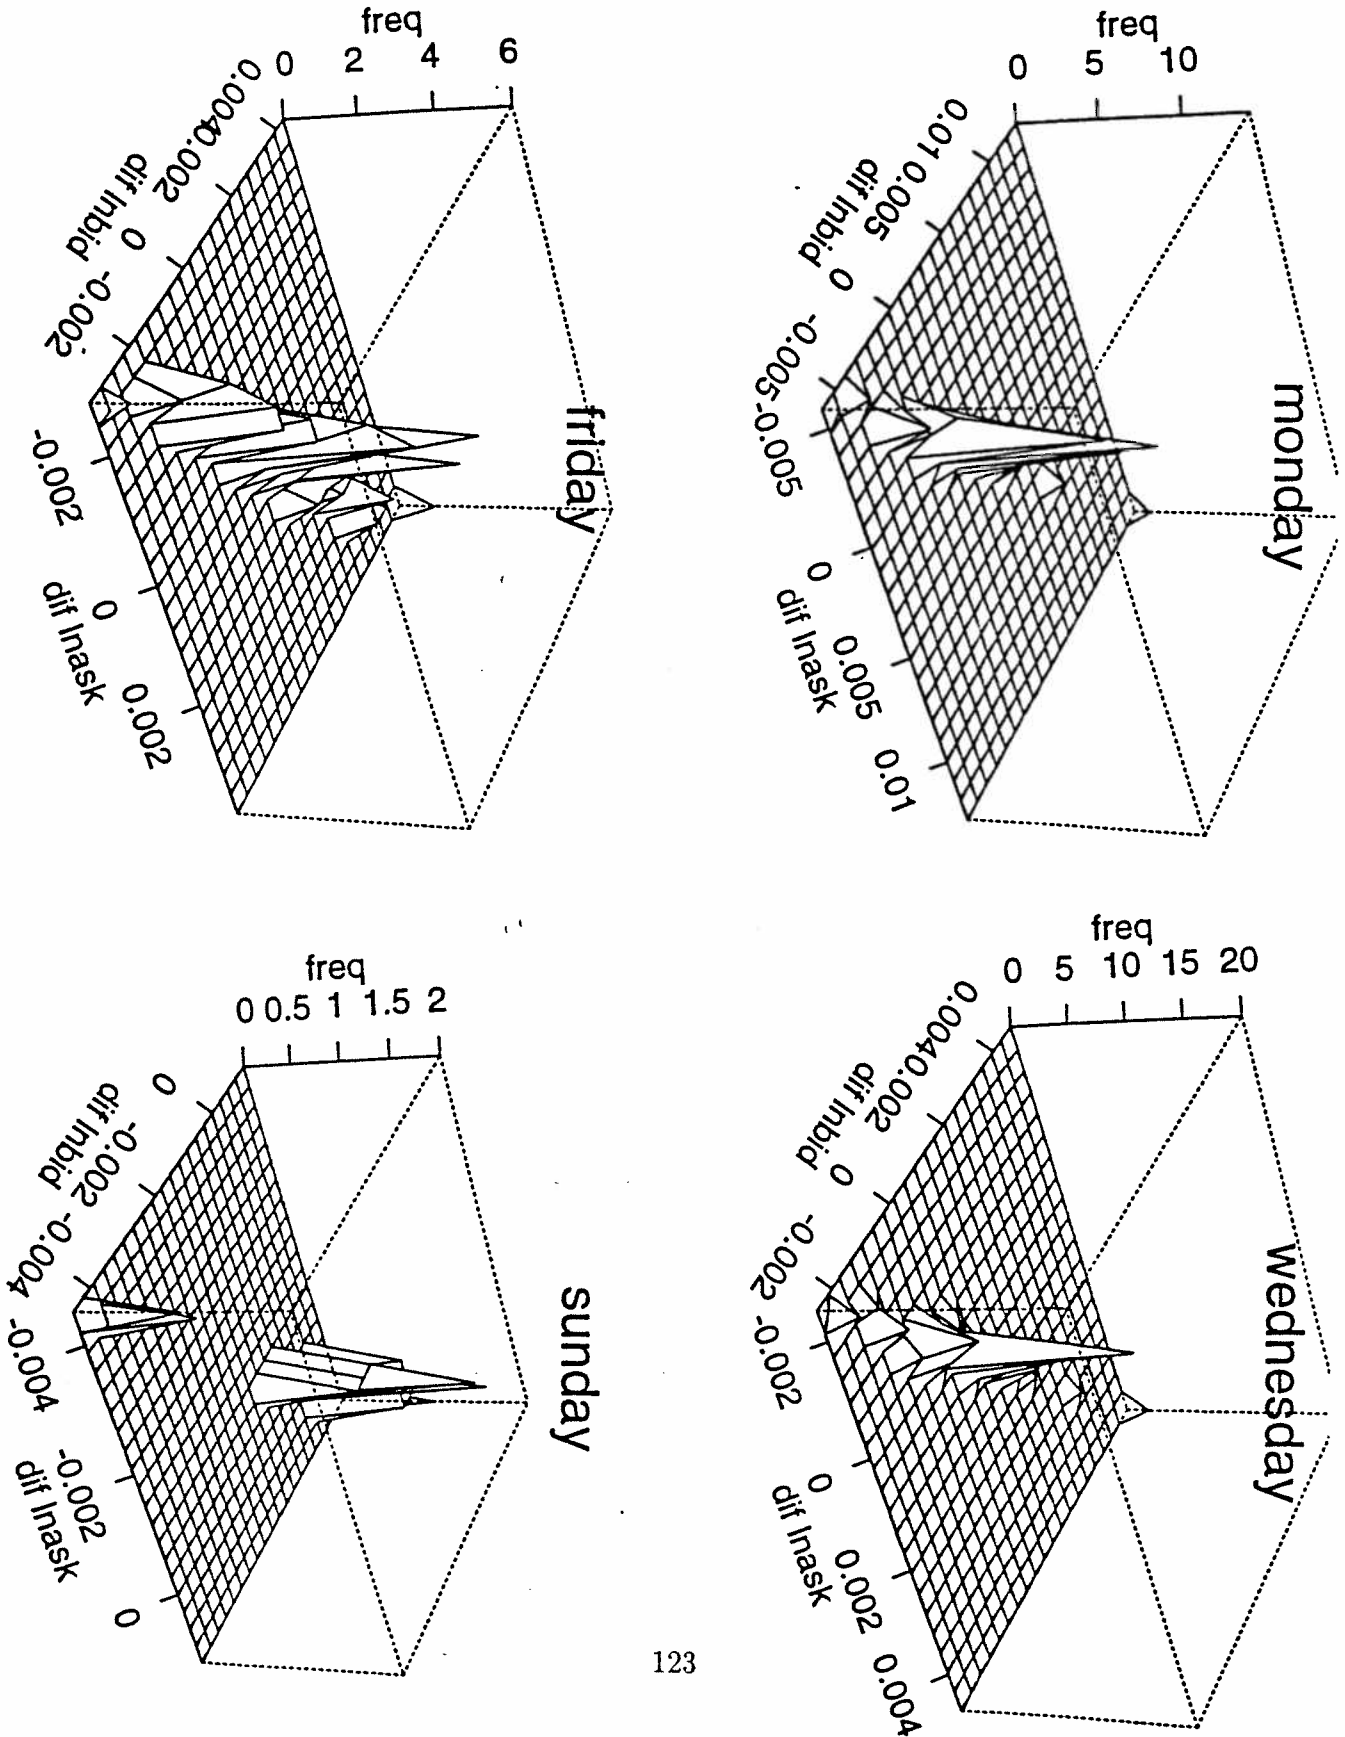 friday
freq
0 2 4 6
0.004 0.002 0 -0.002
dif lnbid
-0.002 0 0.002
dif lnask
monday
freq
0 5 10
0.01 0.005 0 -0.005
dif lnbid
-0.005 0 0.005 0.01
dif lnask
sunday
freq
0 0.5 1 1.5 2
0 -0.002 -0.004
dif lnbid
-0.004 -0.002 0
dif lnask
wednesday
freq
0 5 10 15 20
0.004 0.002 0 -0.002
dif lnbid
-0.002 0 0.002 0.004
dif lnask
123